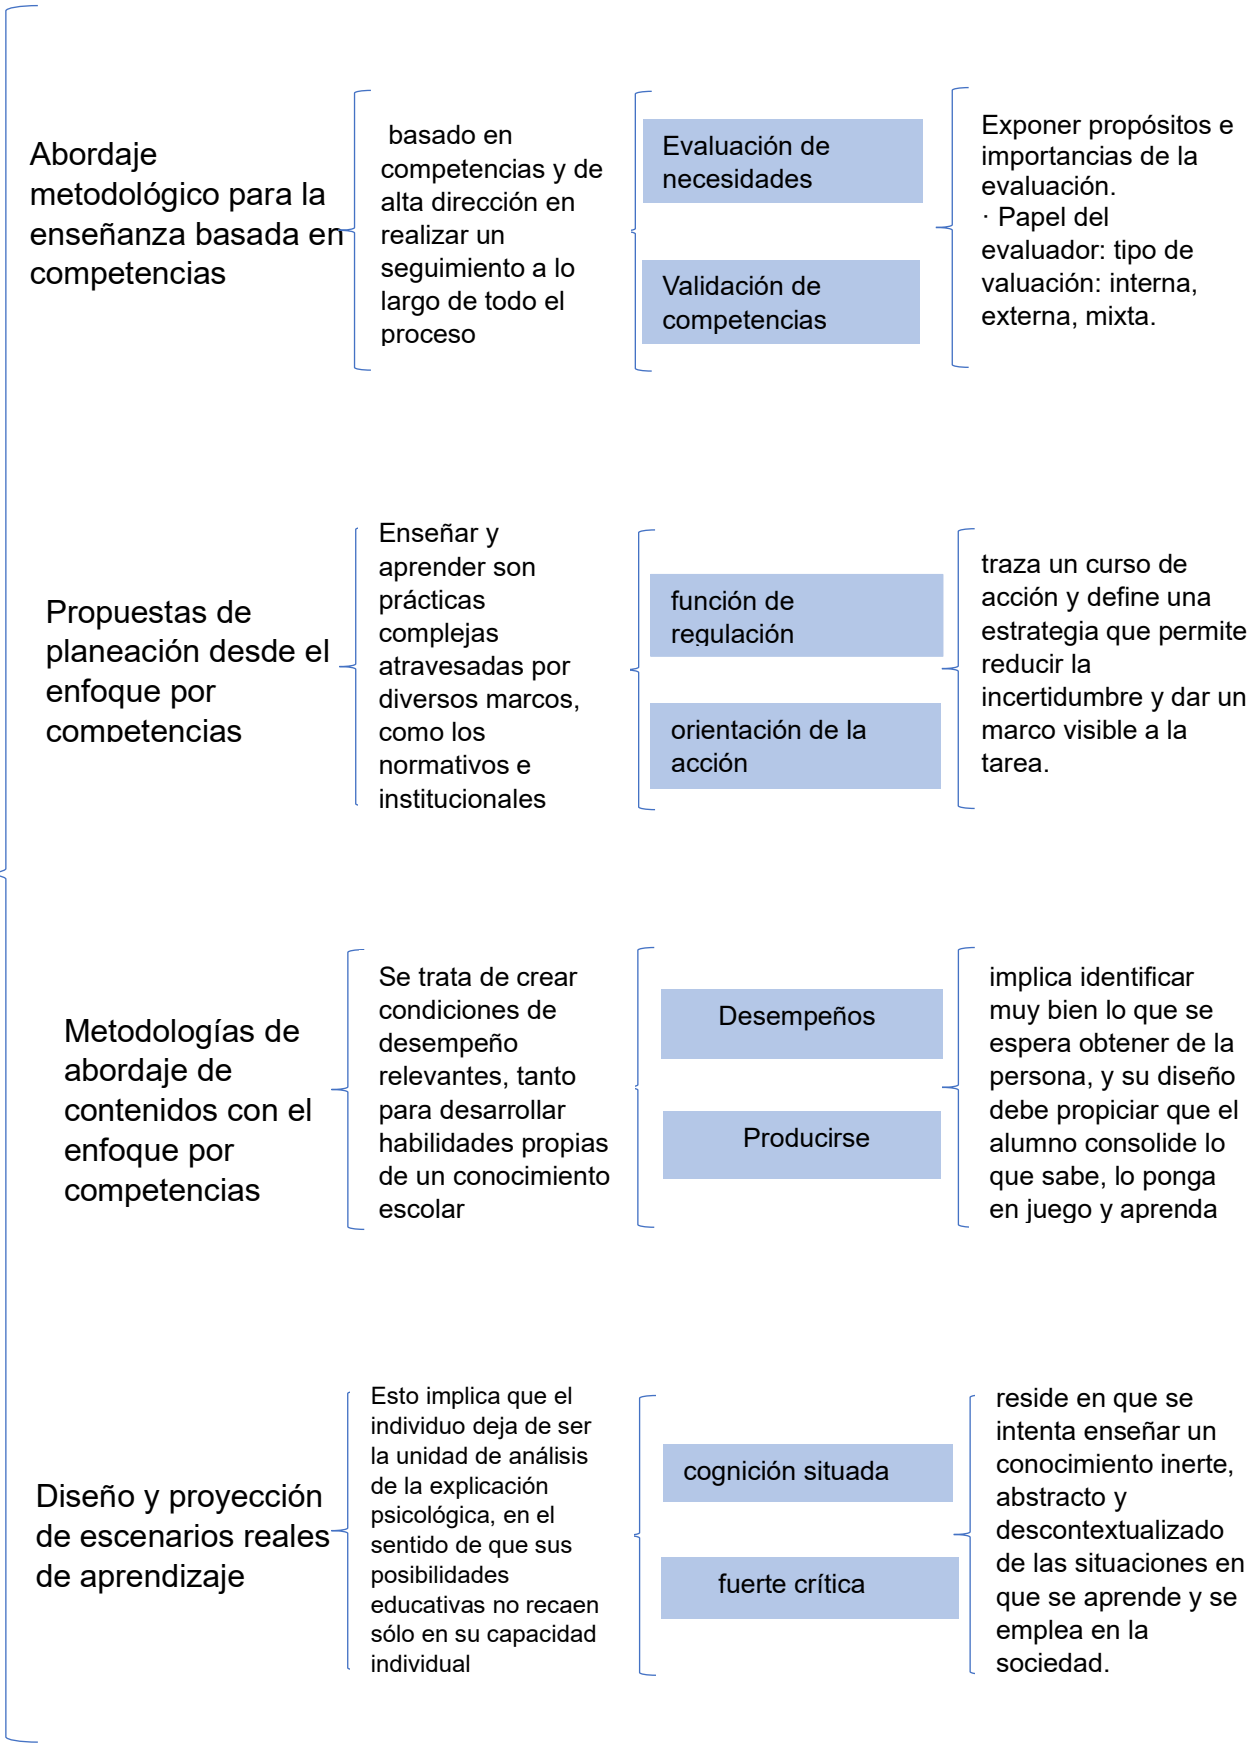 Abordaje
metodológico para la
enseñanza basada en
competencias
basado en
competencias y de
alta dirección en
realizar un
seguimiento a lo
largo de todo el
proceso
Evaluación de
necesidades
Validación de
competencias
Exponer propósitos e
importancias de la
evaluación.
· Papel del
evaluador: tipo de
valuación: interna,
externa, mixta.
Propuestas de
planeación desde el
enfoque por
competencias
Enseñar y
aprender son
prácticas
complejas
atravesadas por
diversos marcos,
como los
normativos e
institucionales
función de
regulación
orientación de la
acción
traza un curso de
acción y define una
estrategia que permite
reducir la
incertidumbre y dar un
marco visible a la
tarea.
Metodologías de
abordaje de
contenidos con el
enfoque por
competencias
Se trata de crear
condiciones de
desempeño
relevantes, tanto
para desarrollar
habilidades propias
de un conocimiento
escolar
Desempeños
Producirse
implica identificar
muy bien lo que se
espera obtener de la
persona, y su diseño
debe propiciar que el
alumno consolide lo
que sabe, lo ponga
en juego y aprenda
Diseño y proyección
de escenarios reales
de aprendizaje
Esto implica que el
individuo deja de ser
la unidad de análisis
de la explicación
psicológica, en el
sentido de que sus
posibilidades
educativas no recaen
sólo en su capacidad
individual
cognición situada
fuerte crítica
reside en que se
intenta enseñar un
conocimiento inerte,
abstracto y
descontextualizado
de las situaciones en
que se aprende y se
emplea en la
sociedad.